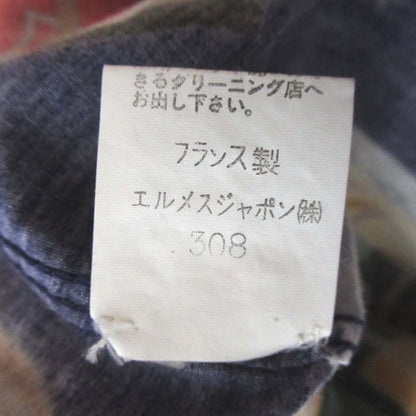 きるクリーニング店へ
お出し下さい。
フランス製
エルメスジャポン㈱
308